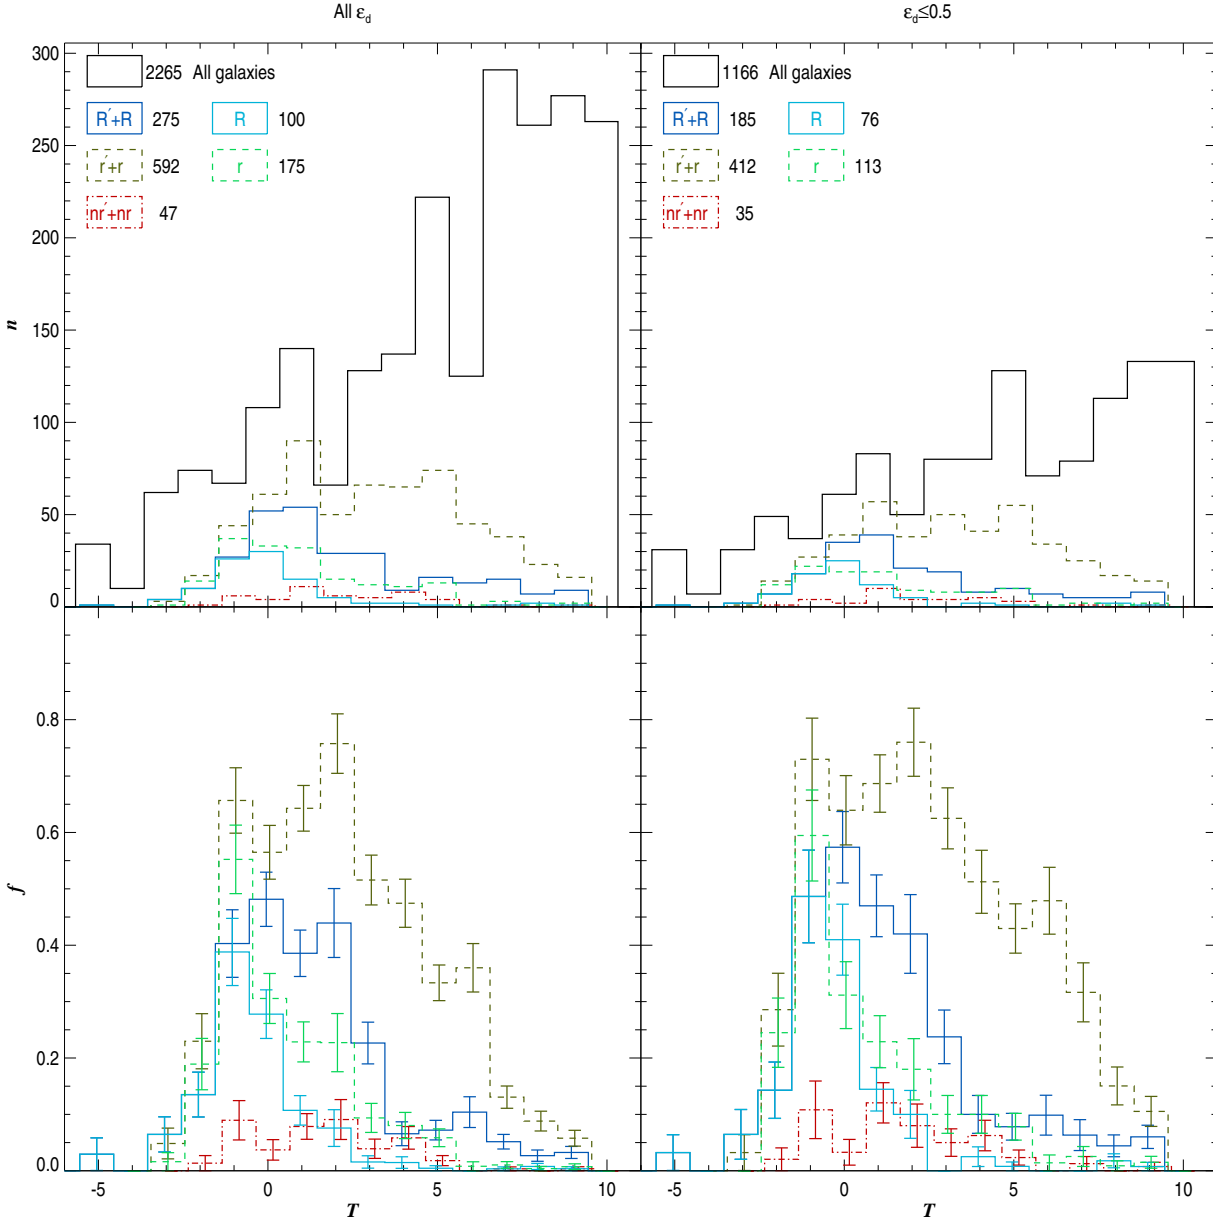 All εd
εd≤0.5
300
250
200
150
100
50
0
n
2265 All galaxies
R′+R 275 R 100
r′+r 592 r 175
nr′+nr 47
1166 All galaxies
R′+R 185 R 76
r′+r 412 r 113
nr′+nr 35
0.8
0.6
0.4
0.2
0.0
f
-5 0 5 10
T
-5 0 5 10
T